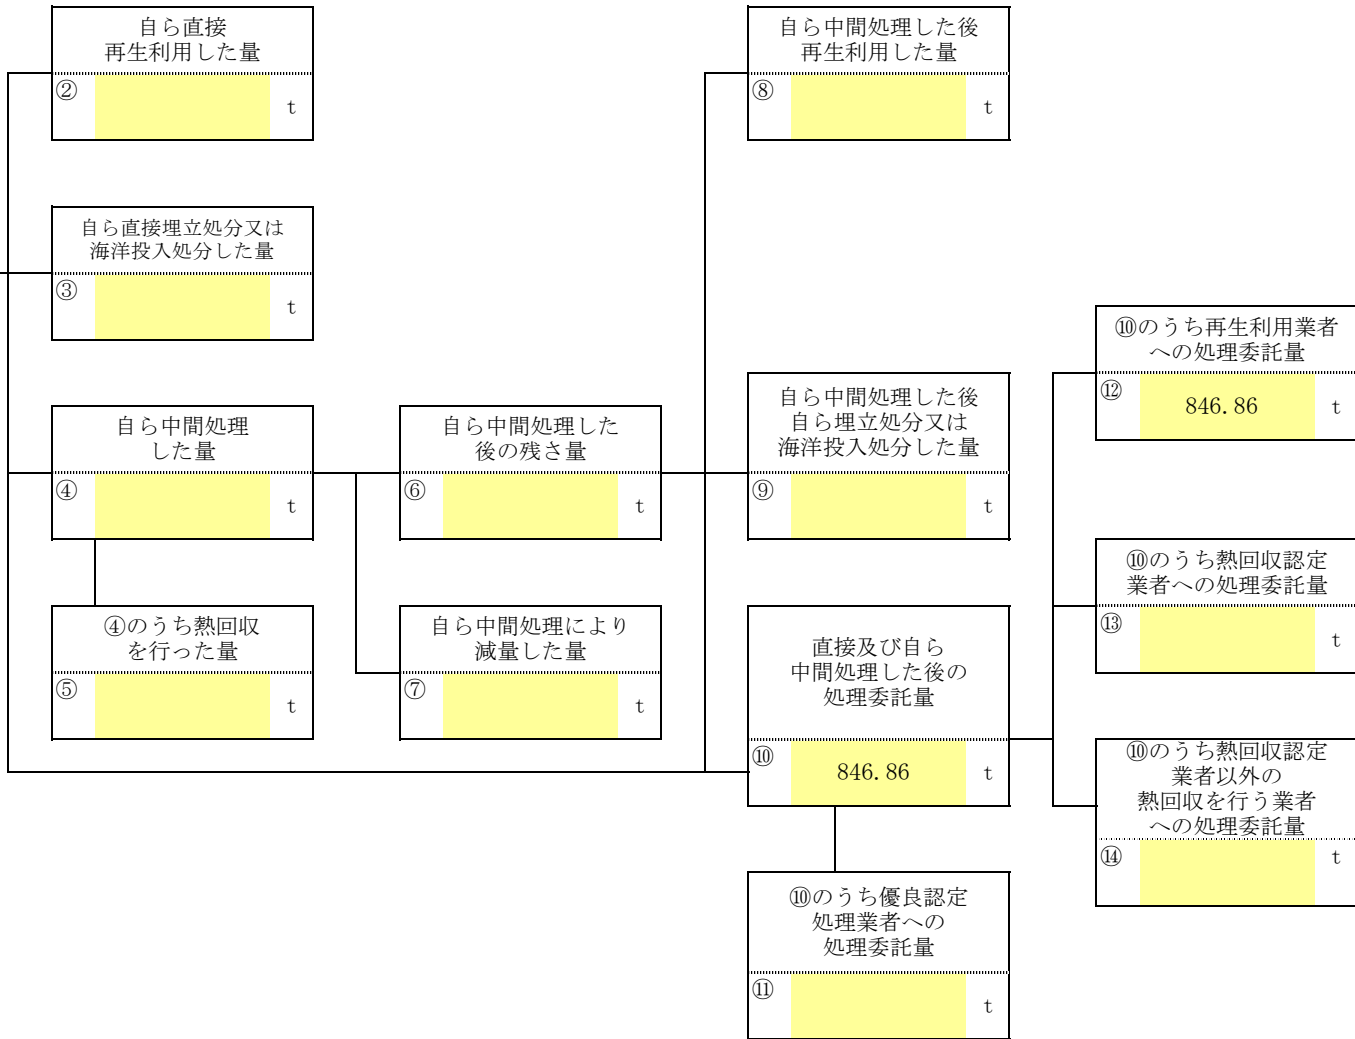 自ら直接
再生利用した量
②
t
自ら中間処理した後
再生利用した量
⑧
t
自ら直接埋立処分又は
海洋投入処分した量
③
t
⑩のうち再生利用業者
への処理委託量
⑫
846.86
t
自ら中間処理
した量
④
t
自ら中間処理した
後の残さ量
⑥
t
自ら中間処理した後
自ら埋立処分又は
海洋投入処分した量
⑨
t
⑩のうち熱回収認定
業者への処理委託量
⑬
t
④のうち熱回収
を行った量
⑤
t
自ら中間処理により
減量した量
⑦
t
直接及び自ら
中間処理した後の
処理委託量
⑩
846.86
t
⑩のうち熱回収認定
業者以外の
熱回収を行う業者
への処理委託量
⑭
t
⑩のうち優良認定
処理業者への
処理委託量
⑪
t